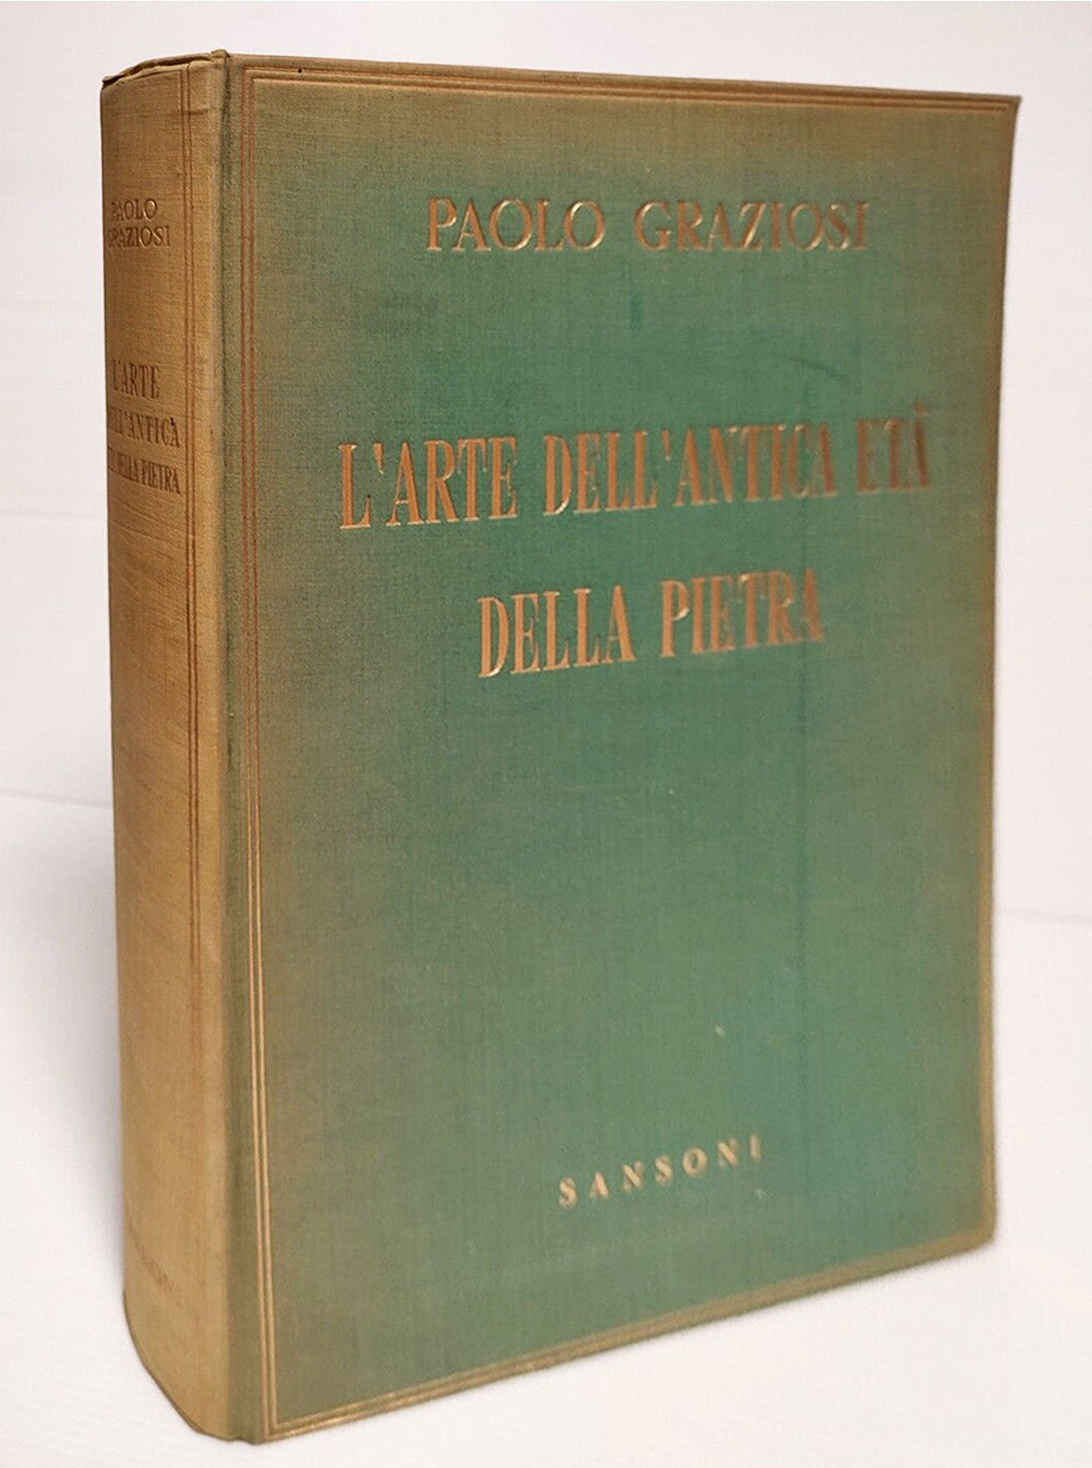 PAOLO
GRAZIOSI
L'ARTE
DELL'ANTICA
DELLA PIETRA
PAOLO GRAZIOSI
L'ARTE DELL'ANTICA ETÀ
DELLA PIETRA
SANSONI